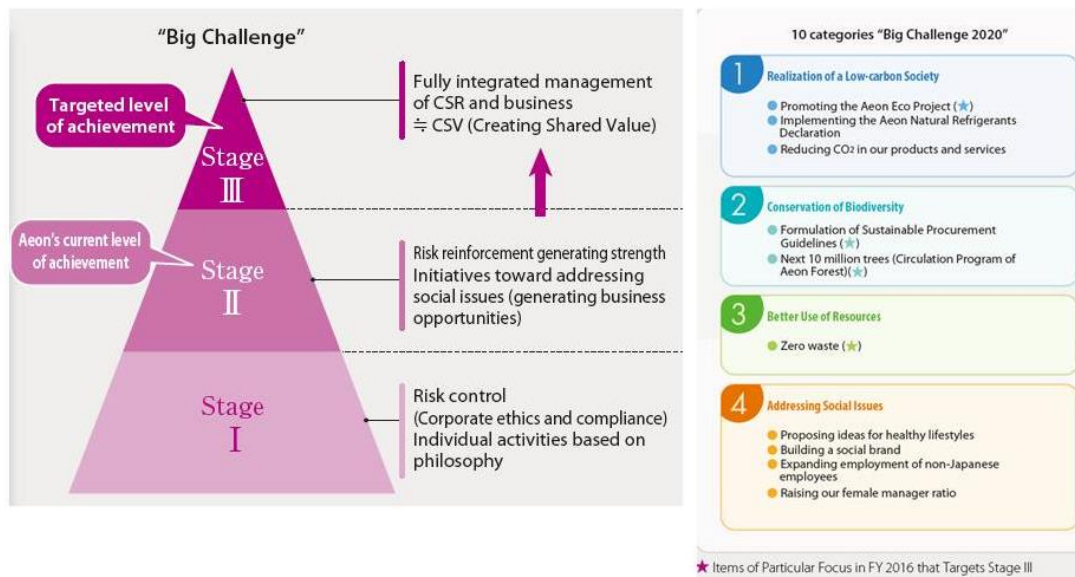 “Big Challenge”
Targeted level
of achievement
Stage
Ⅲ
Fully integrated management
of CSR and business
≒ CSV (Creating Shared Value)
Aeon's current level
of achievement
Stage
Ⅱ
Risk reinforcement generating strength
Initiatives toward addressing
social issues (generating business
opportunities)
Stage
Ⅰ
Risk control
(Corporate ethics and compliance)
Individual activities based on
philosophy
10 categories “Big Challenge 2020”
1 Realization of a Low-carbon Society
● Promoting the Aeon Eco Project (★)
● Implementing the Aeon Natural Refrigerants
Declaration
● Reducing CO2 in our products and services
2 Conservation of Biodiversity
● Formulation of Sustainable Procurement
Guidelines (★)
● Next 10 million trees (Circulation Program of
Aeon Forest)(★)
3 Better Use of Resources
● Zero waste (★)
4 Addressing Social Issues
● Proposing ideas for healthy lifestyles
● Building a social brand
● Expanding employment of non-Japanese
employees
● Raising our female manager ratio
★ Items of Particular Focus in FY 2016 that Targets Stage III